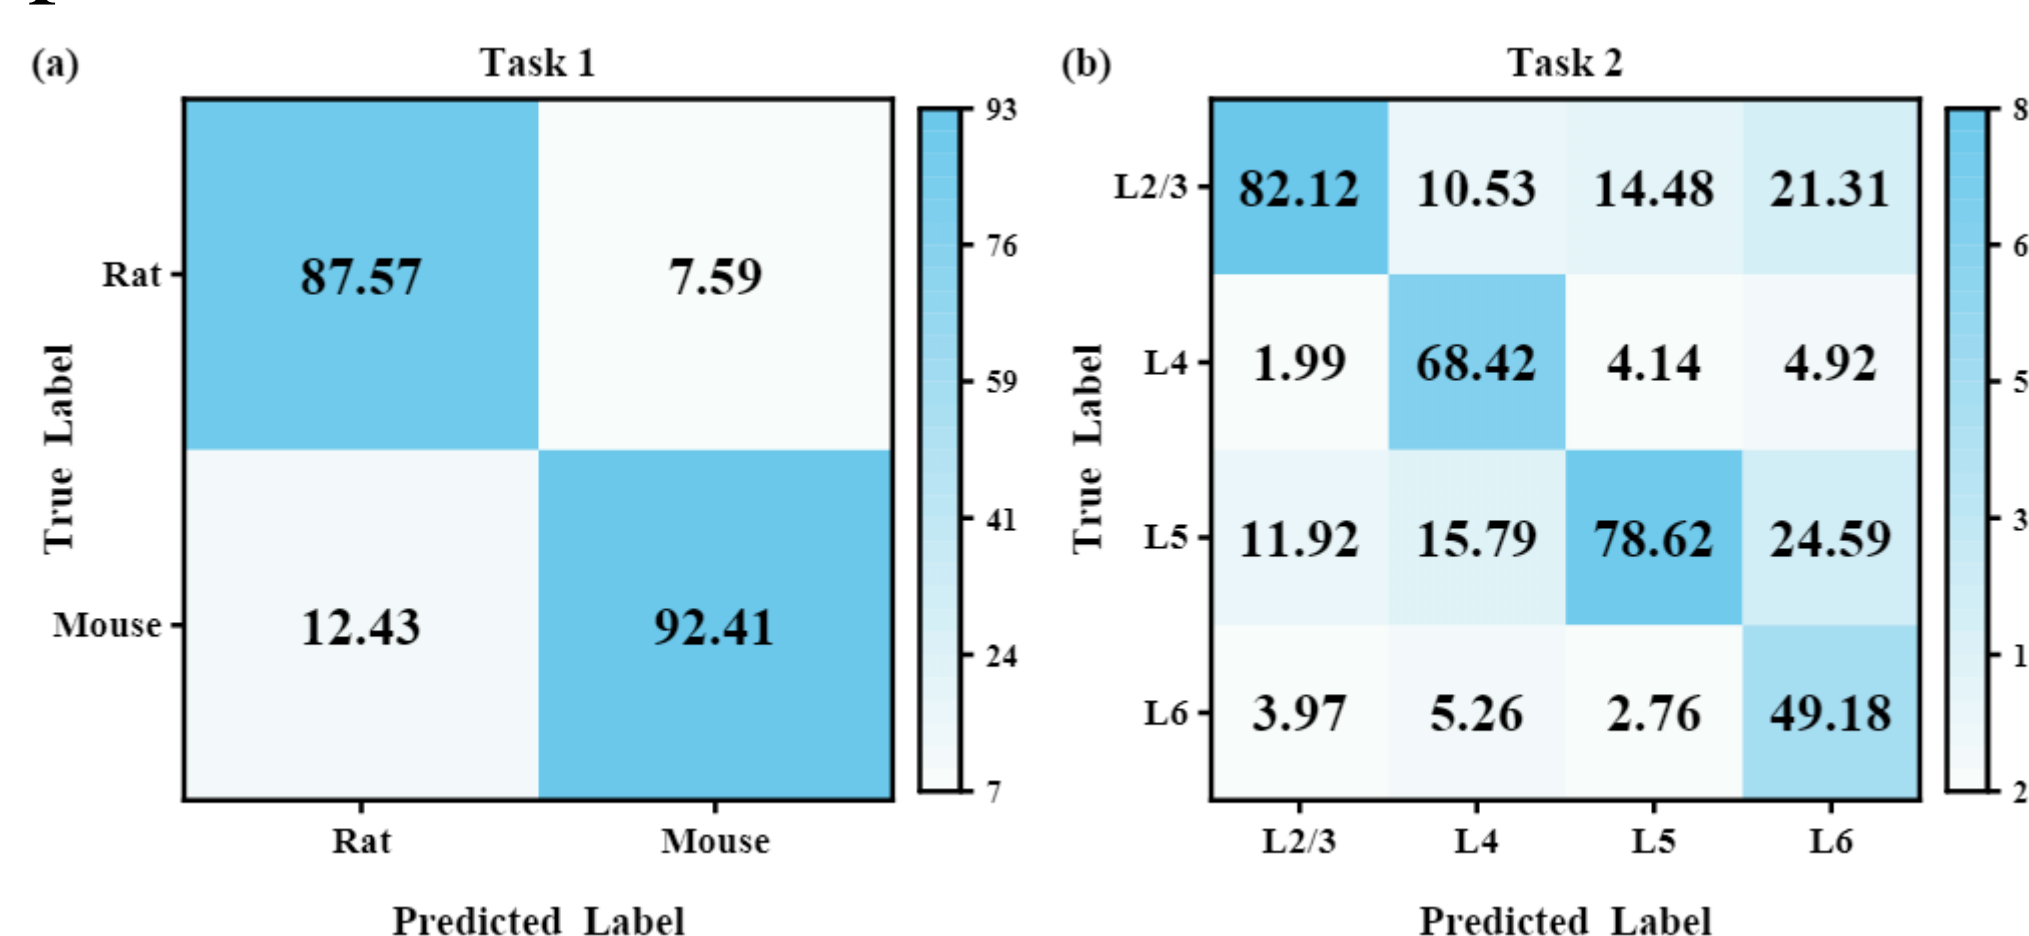 (a)
Task 1
93
76
59
41
24
7
Rat
87.57 7.59
Mouse
12.43 92.41
True Label
Rat Mouse
Predicted Label
(b)
Task 2
8
6
5
3
1
2
L2/3 82.12 10.53 14.48 21.31
L4 1.99 68.42 4.14 4.92
L5 11.92 15.79 78.62 24.59
L6 3.97 5.26 2.76 49.18
True Label
L2/3 L4 L5 L6
Predicted Label